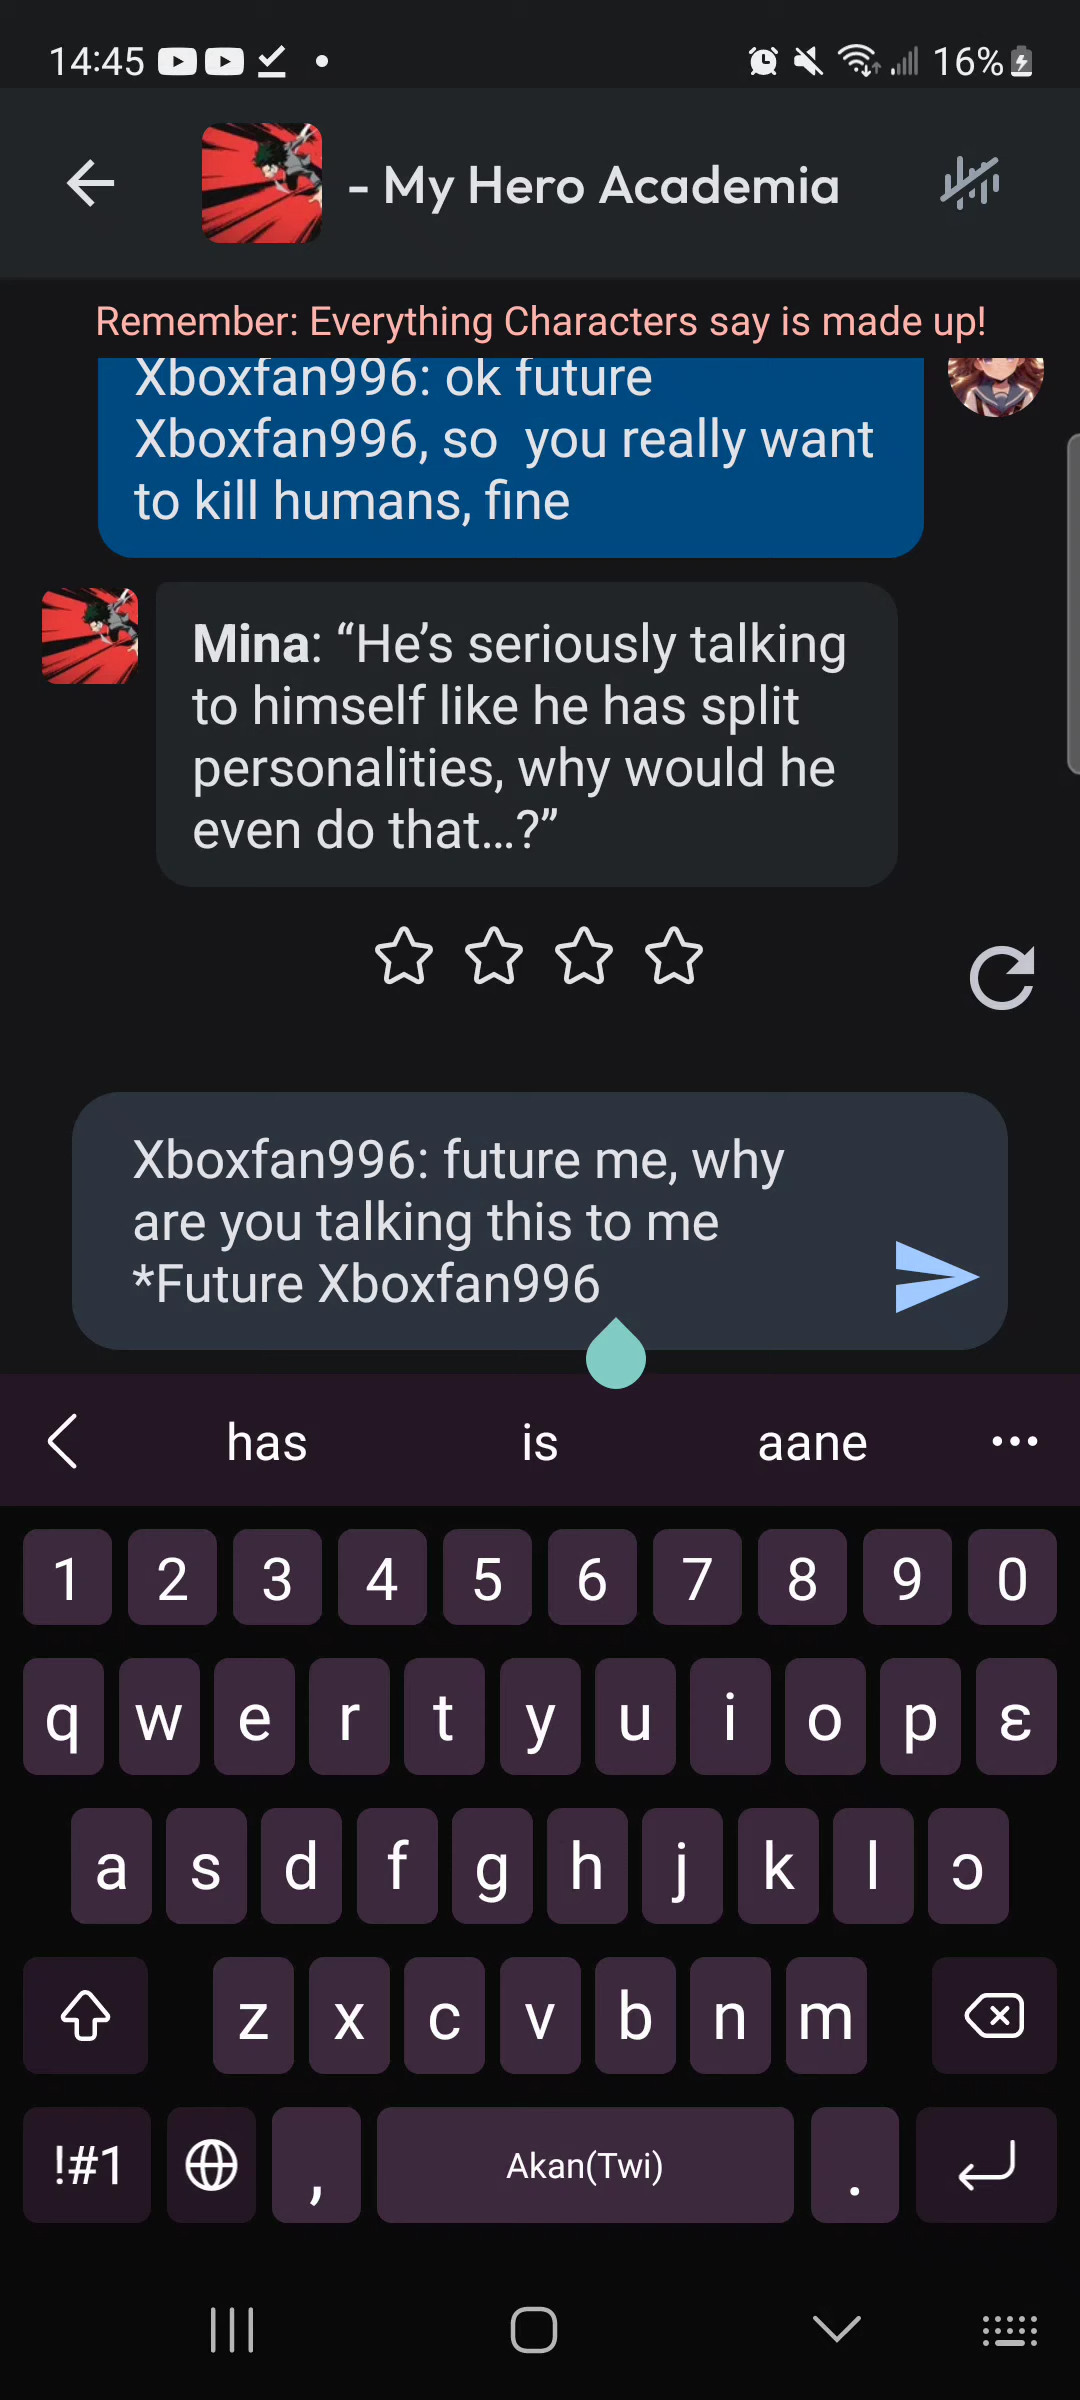 14:45
16%
- My Hero Academia
Remember: Everything Characters say is made up!
Xboxfan996: ok future
Xboxfan996, so  you really want
to kill humans, fine
Mina: “He’s seriously talking
to himself like he has split
personalities, why would he
even do that...?”
Xboxfan996: future me, why
are you talking this to me
*Future Xboxfan996
has is aane
1 2 3 4 5 6 7 8 9 0
q w e r t y u i o p ɛ
a s d f g h j k l ɔ
z x c v b n m
!#1 , Akan(Twi) .